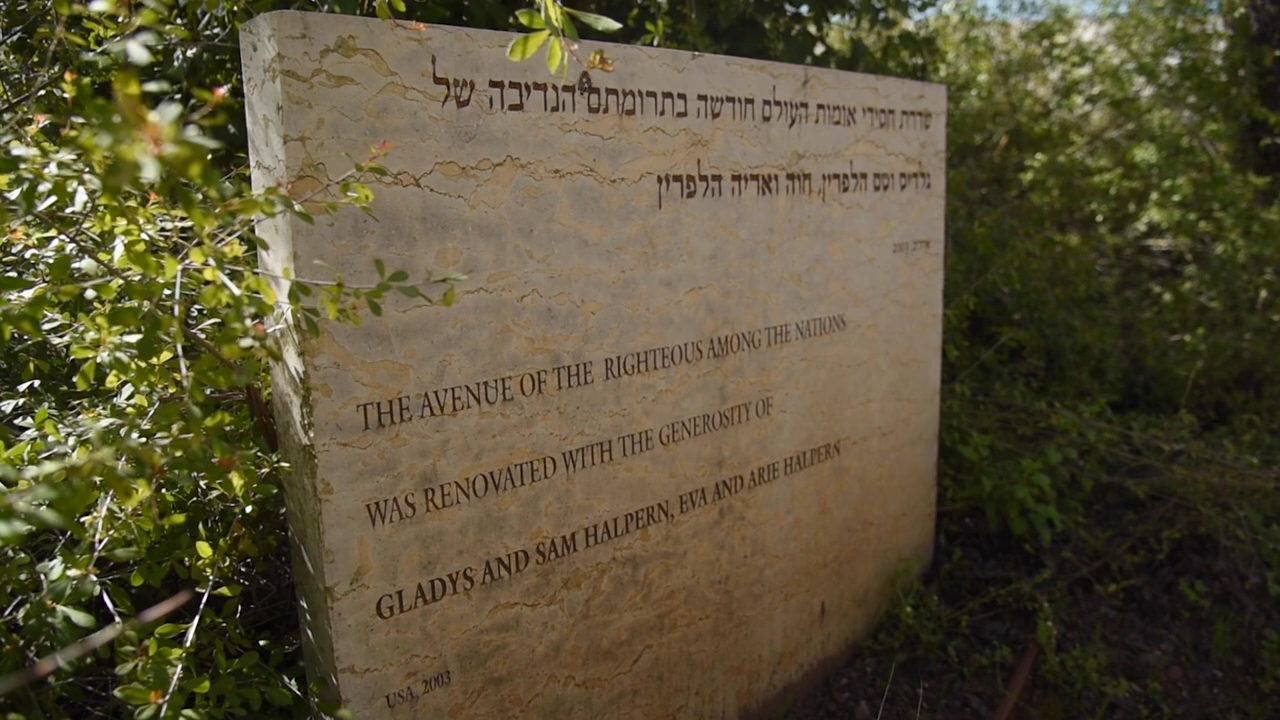 שדרת חסידי אומות העולם חודשה בתרומתם הנדיבה של
גלדיס וסם הלפרין, חוה ואריה הלפרין
ארה״ב, 2003
THE AVENUE OF THE RIGHTEOUS AMONG THE NATIONS
WAS RENOVATED WITH THE GENEROSITY OF
GLADYS AND SAM HALPERN, EVA AND ARIE HALPERN
USA, 2003